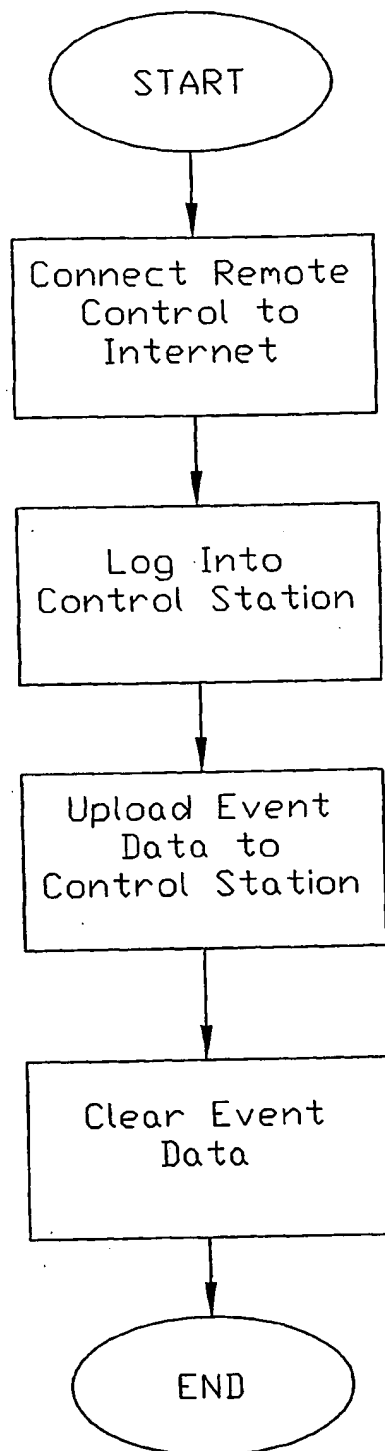 START
Connect Remote
Control to
Internet
Log Into
Control Station
Upload Event
Data to
Control Station
Clear Event
Data
END